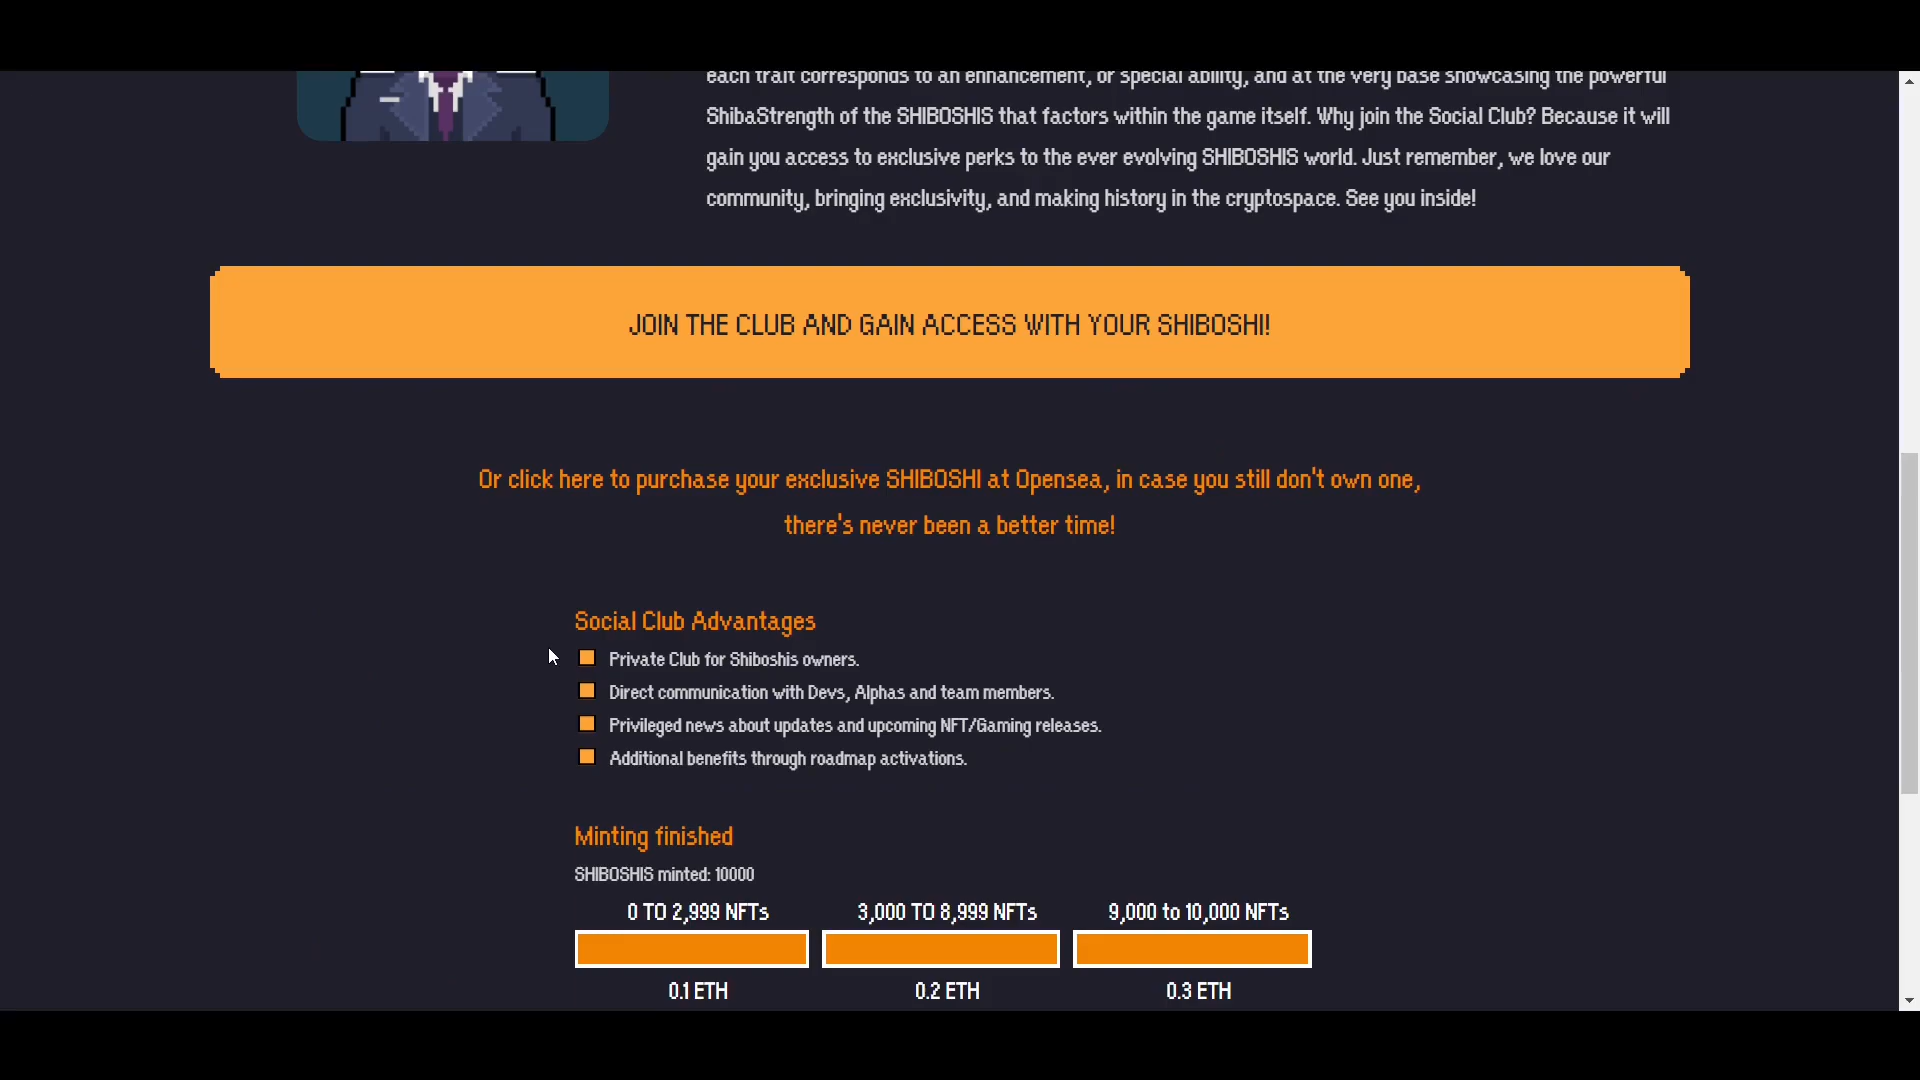 each trait corresponds to an enhancement, or special ability, and at the very base showcasing the powerful
ShibaStrength of the SHIBOSHIS that factors within the game itself. Why join the Social Club? Because it will
gain you access to exclusive perks to the ever evolving SHIBOSHIS world. Just remember, we love our
community, bringing exclusivity, and making history in the cryptospace. See you inside!
JOIN THE CLUB AND GAIN ACCESS WITH YOUR SHIBOSHI!
Or click here to purchase your exclusive SHIBOSHI at Opensea, in case you still don't own one,
there's never been a better time!
Social Club Advantages
Private Club for Shiboshis owners.
Direct communication with Devs, Alphas and team members.
Privileged news about updates and upcoming NFT/Gaming releases.
Additional benefits through roadmap activations.
Minting finished
SHIBOSHIS minted: 10000
0 TO 2,999 NFTs 3,000 TO 8,999 NFTs 9,000 to 10,000 NFTs
0.1 ETH 0.2 ETH 0.3 ETH